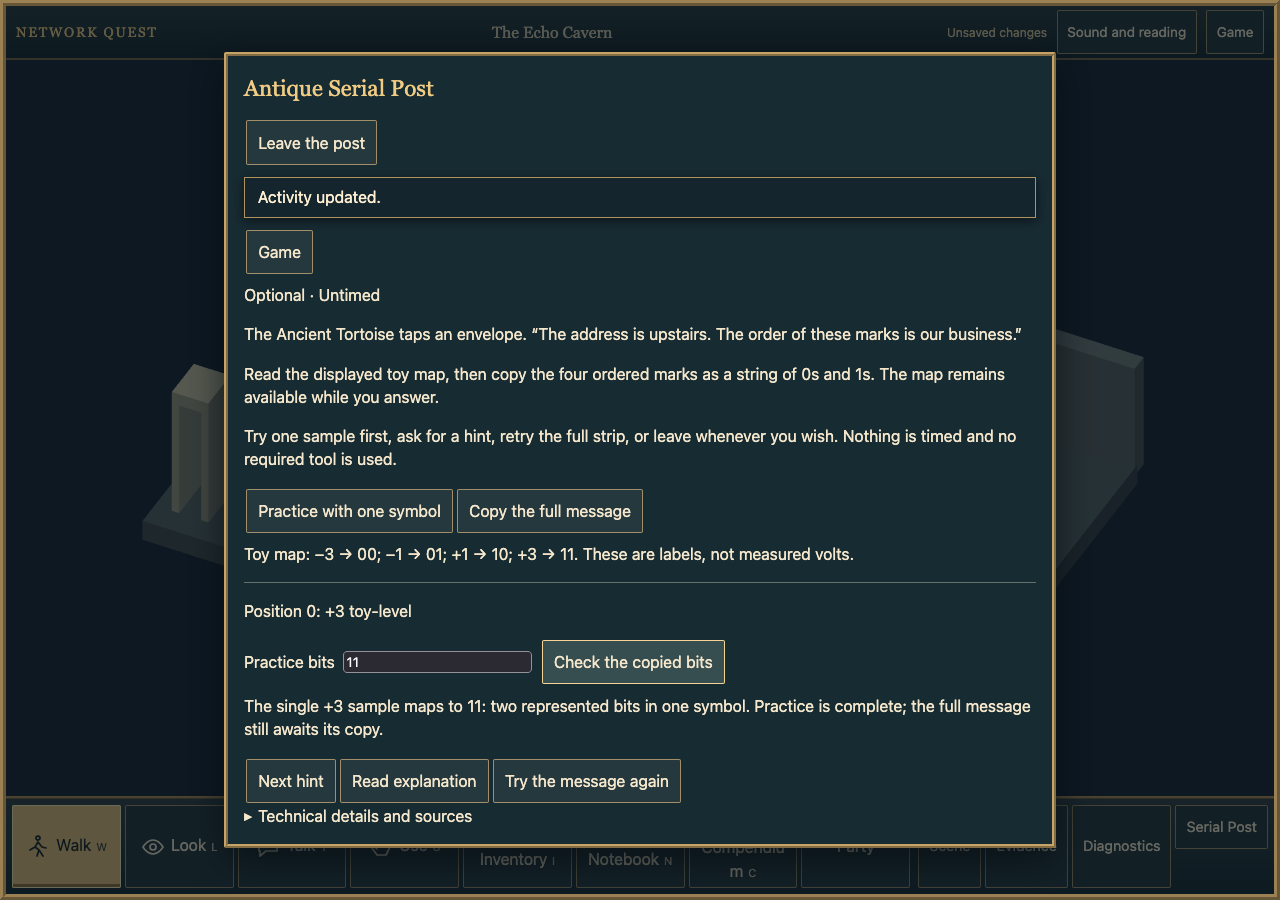 NETWORK QUEST
The Echo Cavern
Unsaved changes
Sound and reading
Game
Antique Serial Post
Leave the post
Activity updated.
Game
Optional · Untimed
The Ancient Tortoise taps an envelope. “The address is upstairs. The order of these marks is our business.”
Read the displayed toy map, then copy the four ordered marks as a string of 0s and 1s. The map remains
available while you answer.
Try one sample first, ask for a hint, retry the full strip, or leave whenever you wish. Nothing is timed and no
required tool is used.
Practice with one symbol
Copy the full message
Toy map: −3 → 00; −1 → 01; +1 → 10; +3 → 11. These are labels, not measured volts.
Position 0: +3 toy-level
Practice bits
11
Check the copied bits
The single +3 sample maps to 11: two represented bits in one symbol. Practice is complete; the full message
still awaits its copy.
Next hint
Read explanation
Try the message again
▸ Technical details and sources
Walk W
Look L
Inventory I
Notebook N
Compendiu
m C
Party
Diagnostics
Serial Post